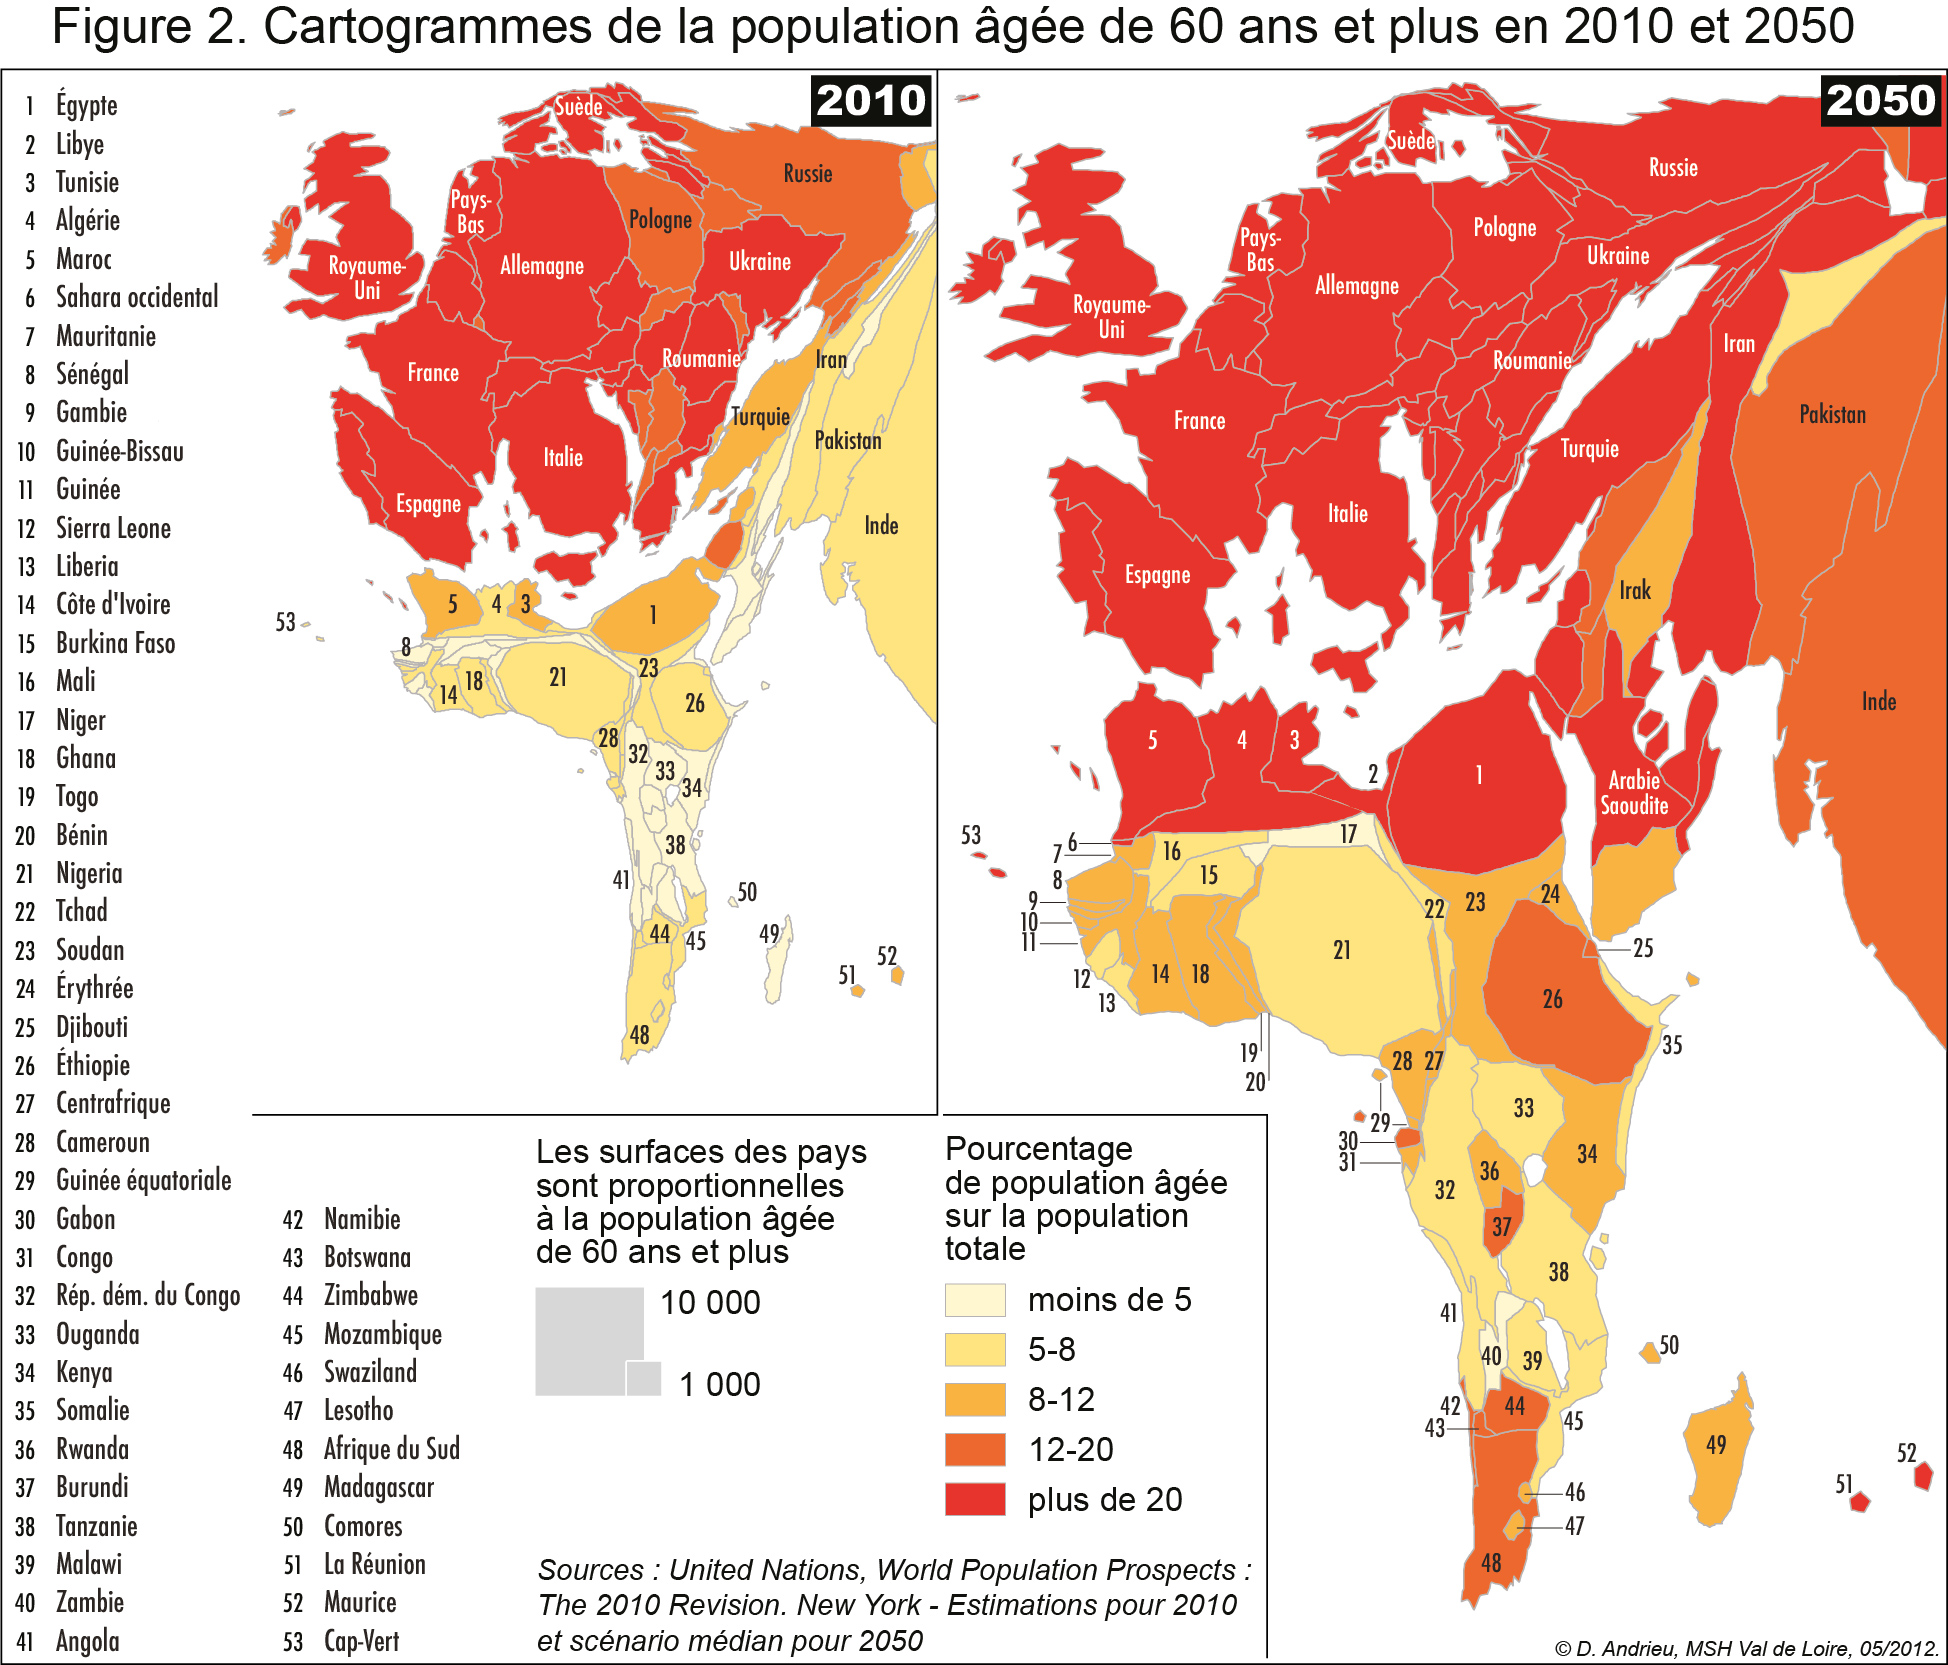 Figure 2. Cartogrammes de la population âgée de 60 ans et plus en 2010 et 2050
1 Égypte
2 Libye
3 Tunisie
4 Algérie
5 Maroc
6 Sahara occidental
7 Mauritanie
8 Sénégal
9 Gambie
10 Guinée-Bissau
11 Guinée
12 Sierra Leone
13 Liberia
14 Côte d'Ivoire
15 Burkina Faso
16 Mali
17 Niger
18 Ghana
19 Togo
20 Bénin
21 Nigeria
22 Tchad
23 Soudan
24 Érythrée
25 Djibouti
26 Éthiopie
27 Centrafrique
28 Cameroun
29 Guinée équatoriale
30 Gabon
31 Congo
32 Rép. dém. du Congo
33 Ouganda
34 Kenya
35 Somalie
36 Rwanda
37 Burundi
38 Tanzanie
39 Malawi
40 Zambie
41 Angola
42 Namibie
43 Botswana
44 Zimbabwe
45 Mozambique
46 Swaziland
47 Lesotho
48 Afrique du Sud
49 Madagascar
50 Comores
51 La Réunion
52 Maurice
53 Cap-Vert
2010
Suède
Russie
Pays-
Bas
Pologne
Royaume-
Uni
Allemagne
Ukraine
France
Roumanie
Iran
Turquie
Pakistan
Italie
Espagne
Inde
5
4
3
1
53
8
14
18
21
23
26
28
32
33
34
38
41
50
44
45
49
51
52
48
2050
Suède
Russie
Pays-
Bas
Pologne
Ukraine
Allemagne
Royaume-
Uni
Iran
Roumanie
France
Pakistan
Turquie
Italie
Espagne
Irak
Inde
5
4
3
2
1
Arabie
Saoudite
53
6
7
8
9
10
11
12
13
16
17
15
14
18
21
22
23
24
25
26
19
20
28
27
35
29
30
31
33
34
32
36
37
38
41
40
39
50
42
43
44
45
49
46
47
48
51
52
Les surfaces des pays
sont proportionnelles
à la population âgée
de 60 ans et plus
10 000
1 000
Pourcentage
de population âgée
sur la population
totale
moins de 5
5-8
8-12
12-20
plus de 20
Sources : United Nations, World Population Prospects :
The 2010 Revision. New York - Estimations pour 2010
et scénario médian pour 2050
© D. Andrieu, MSH Val de Loire, 05/2012.